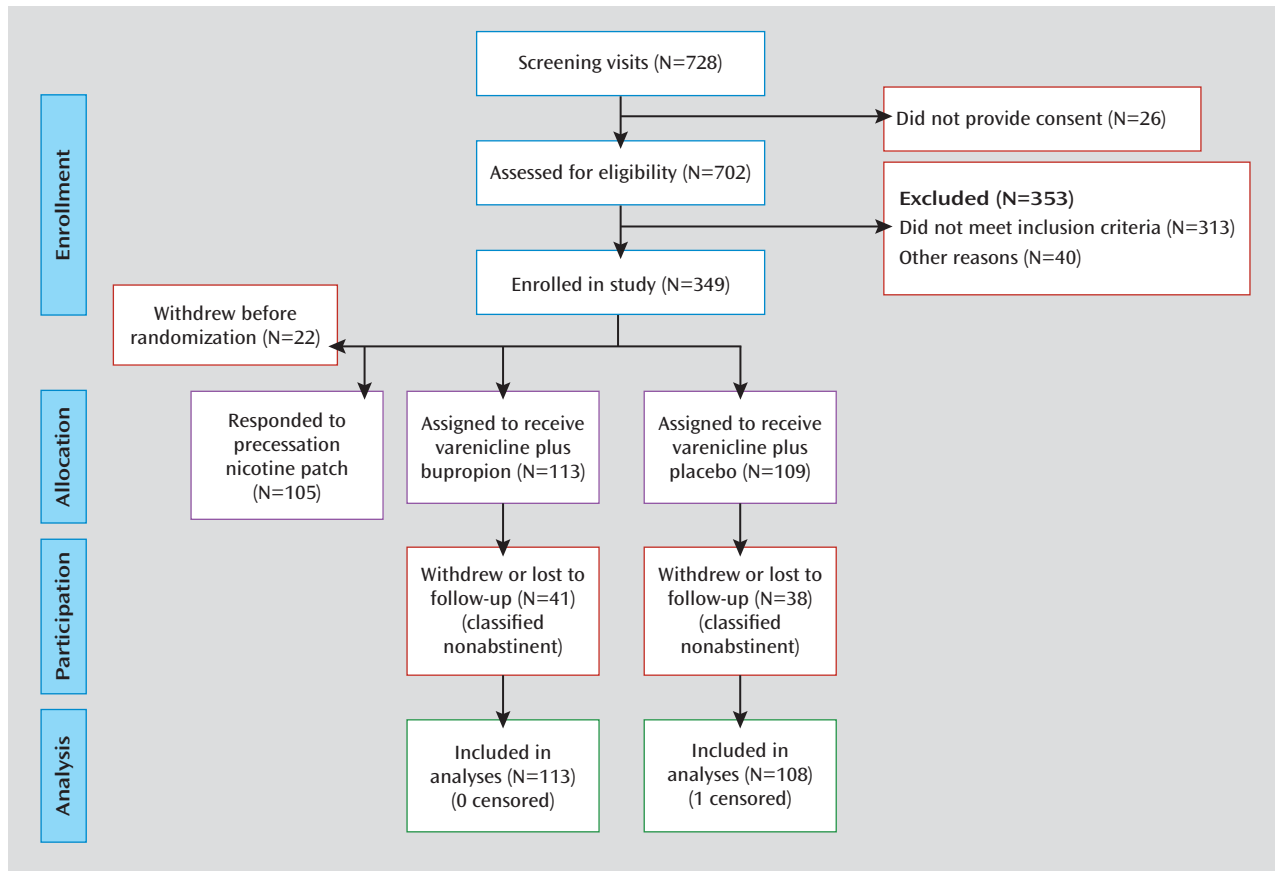 Screening visits (N=728)
Enrollment
Did not provide consent (N=26)
Assessed for eligibility (N=702)
Excluded (N=353)
Did not meet inclusion criteria (N=313)
Other reasons (N=40)
Enrolled in study (N=349)
Withdrew before
randomization (N=22)
Allocation
Responded to
precessation
nicotine patch
(N=105)
Assigned to receive
varenicline plus
bupropion (N=113)
Assigned to receive
varenicline plus
placebo (N=109)
Participation
Withdrew or lost to
follow-up (N=41)
(classified
nonabstinent)
Withdrew or lost to
follow-up (N=38)
(classified
nonabstinent)
Analysis
Included in
analyses (N=113)
(0 censored)
Included in
analyses (N=108)
(1 censored)